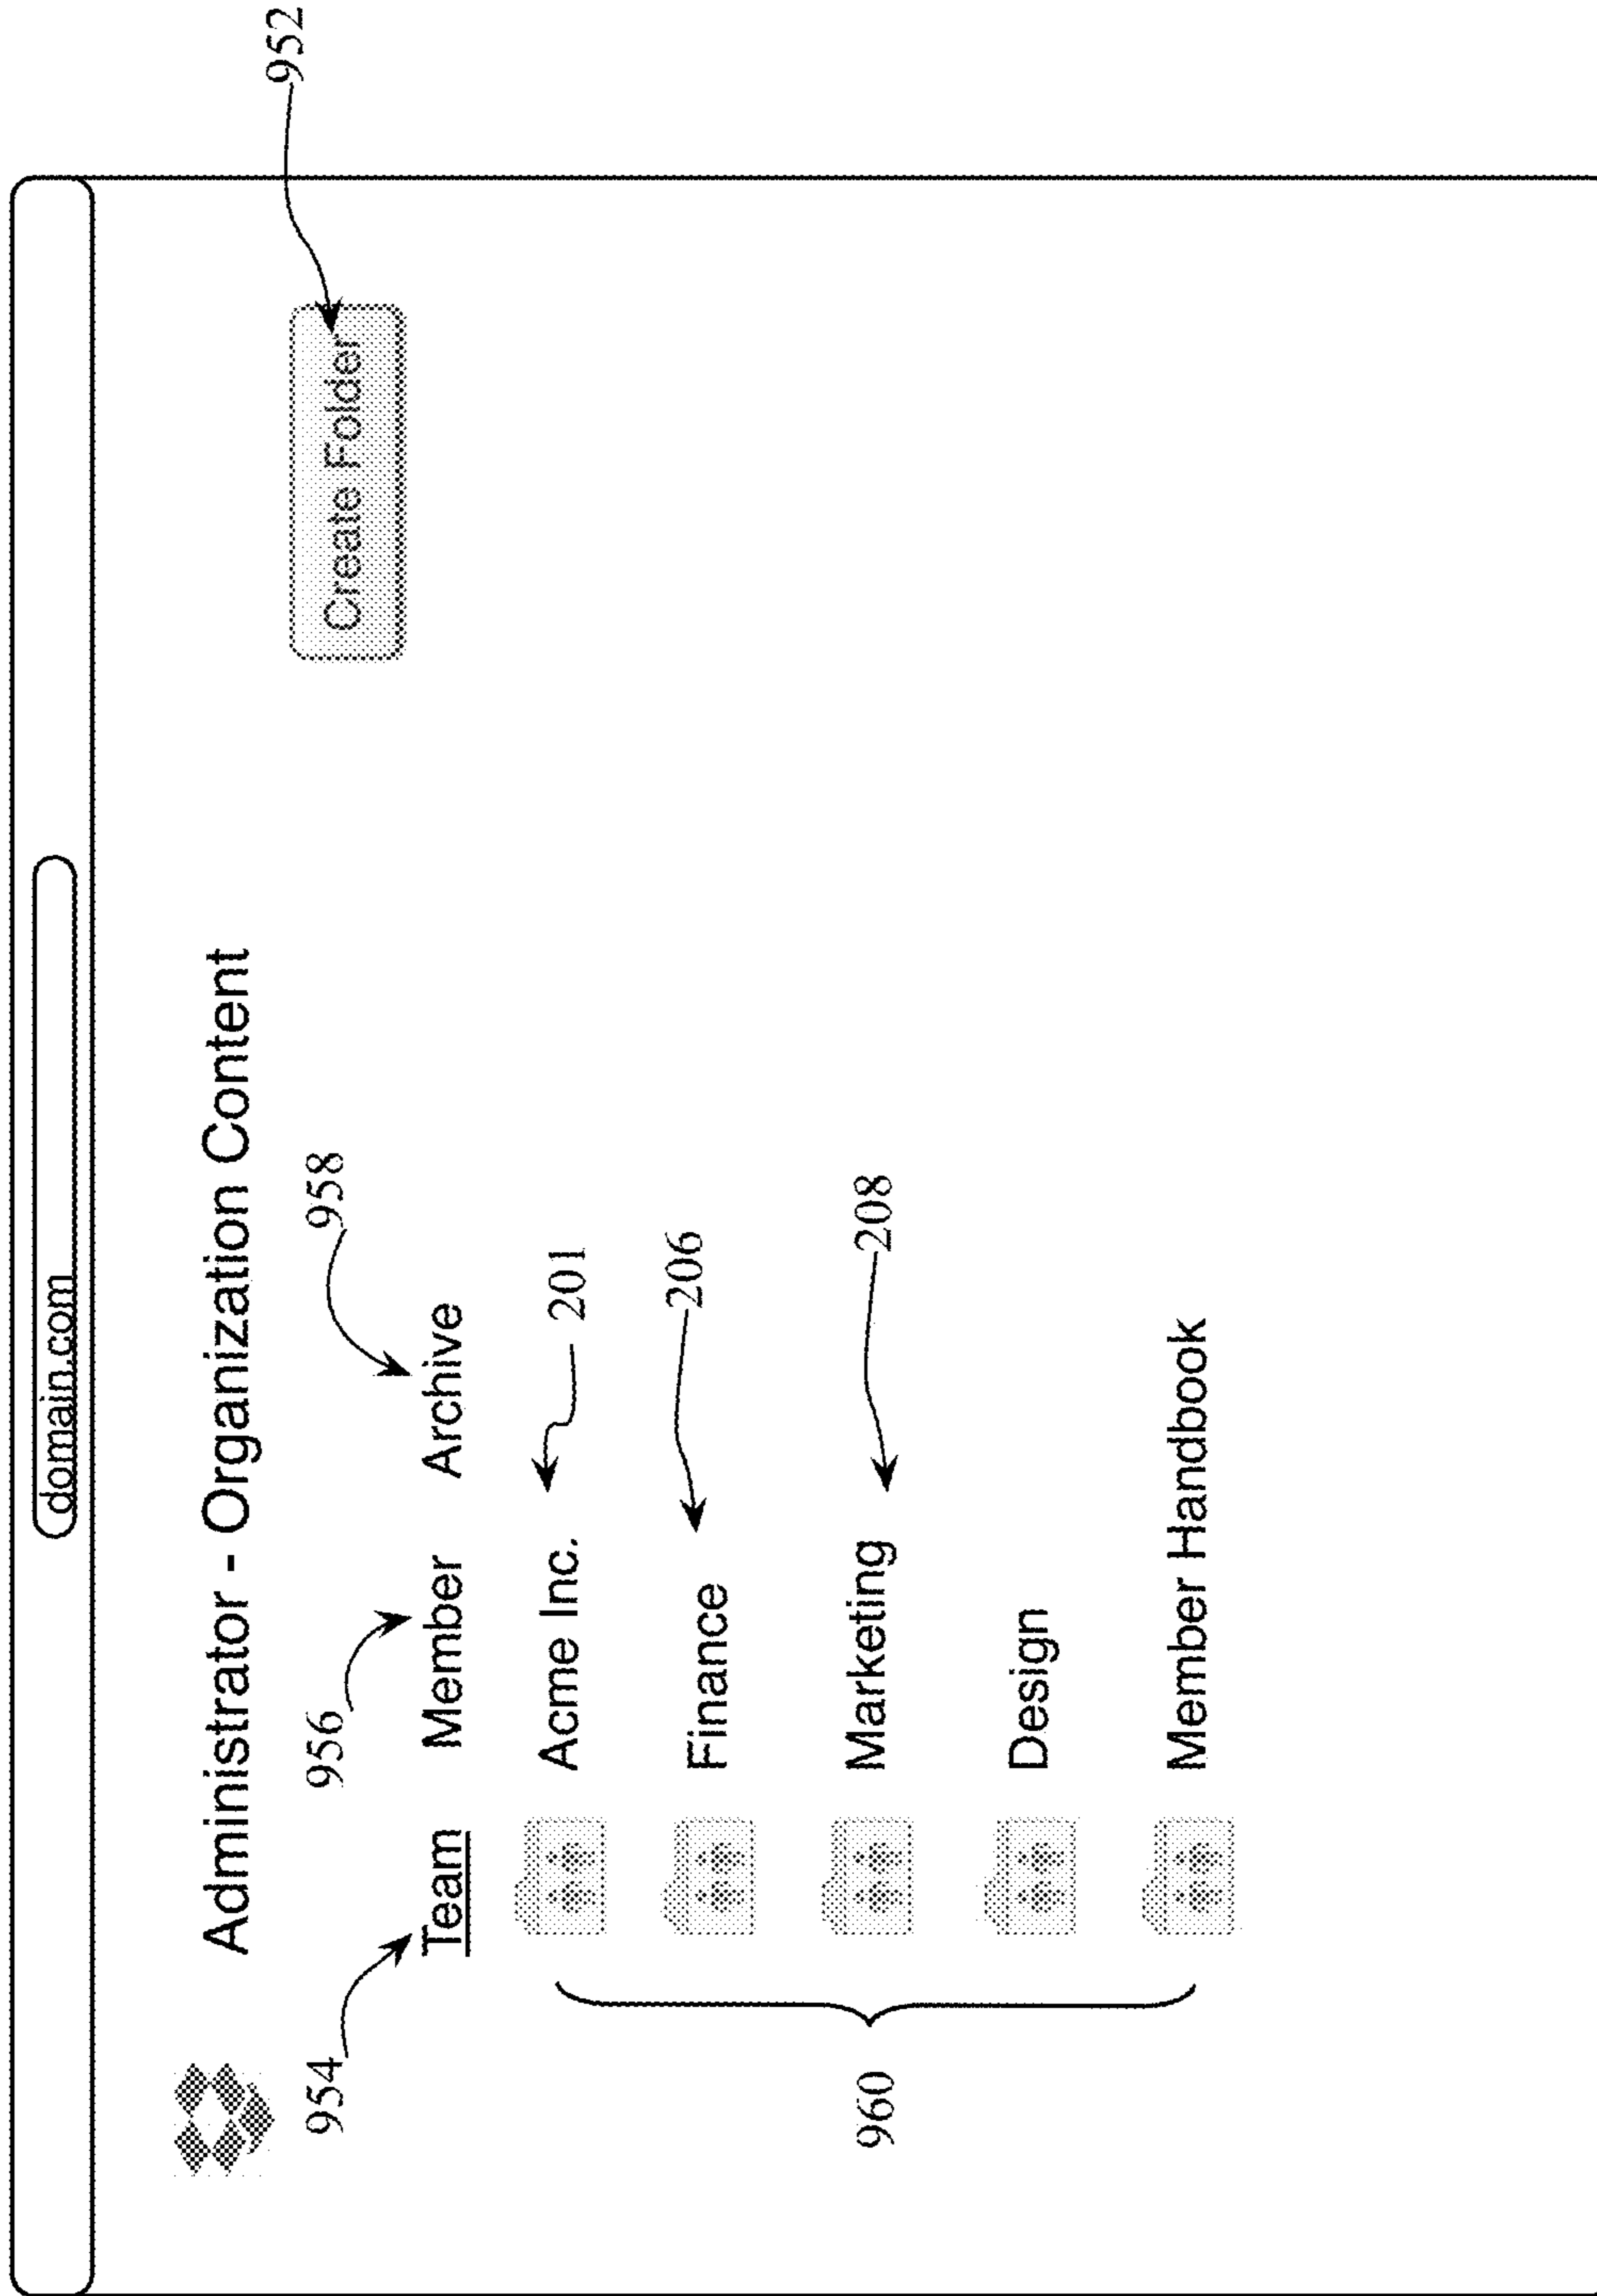 domain.com
Administrator - Organization Content
952
954 956 958
Create Folder
Team Member Archive
Acme Inc. 201
Finance 206
960 Marketing 208
Design
Member Handbook